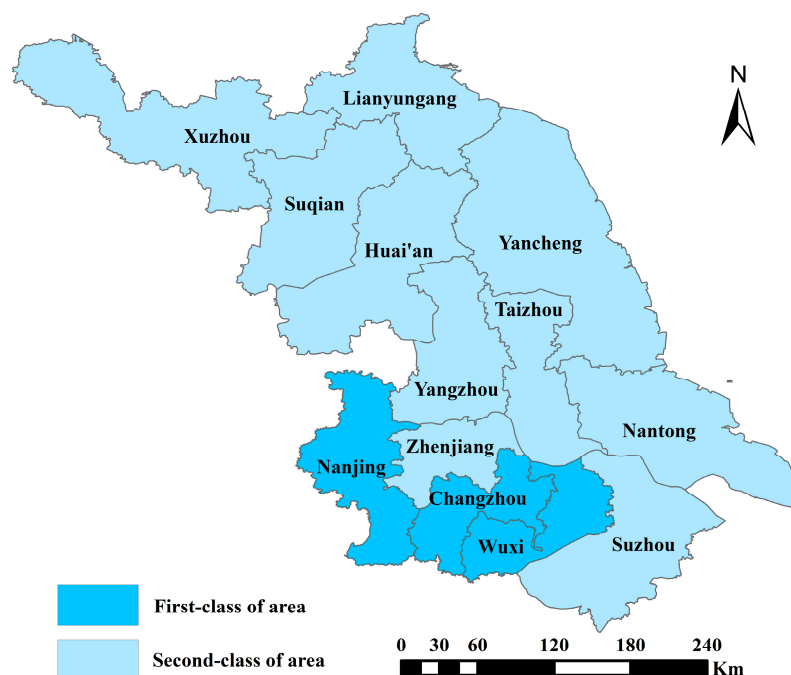 Lianyungang
N
Xuzhou
Suqian
Huai'an
Yancheng
Taizhou
Yangzhou
Nantong
Zhenjiang
Nanjing
Changzhou
Wuxi
Suzhou
First-class of area
Second-class of area
0 30 60 120 180 240
Km